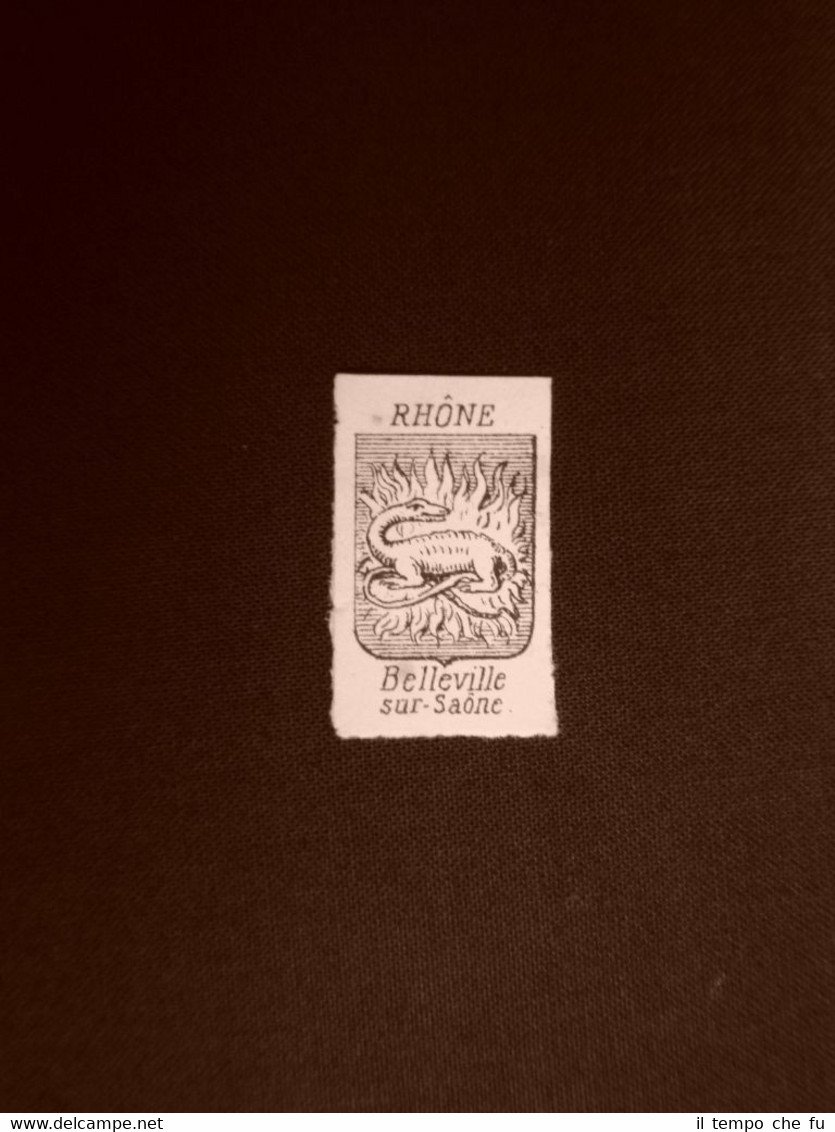 RHÔNE
Belleville
sur-Saône.
www.delcampe.net
il tempo che fu